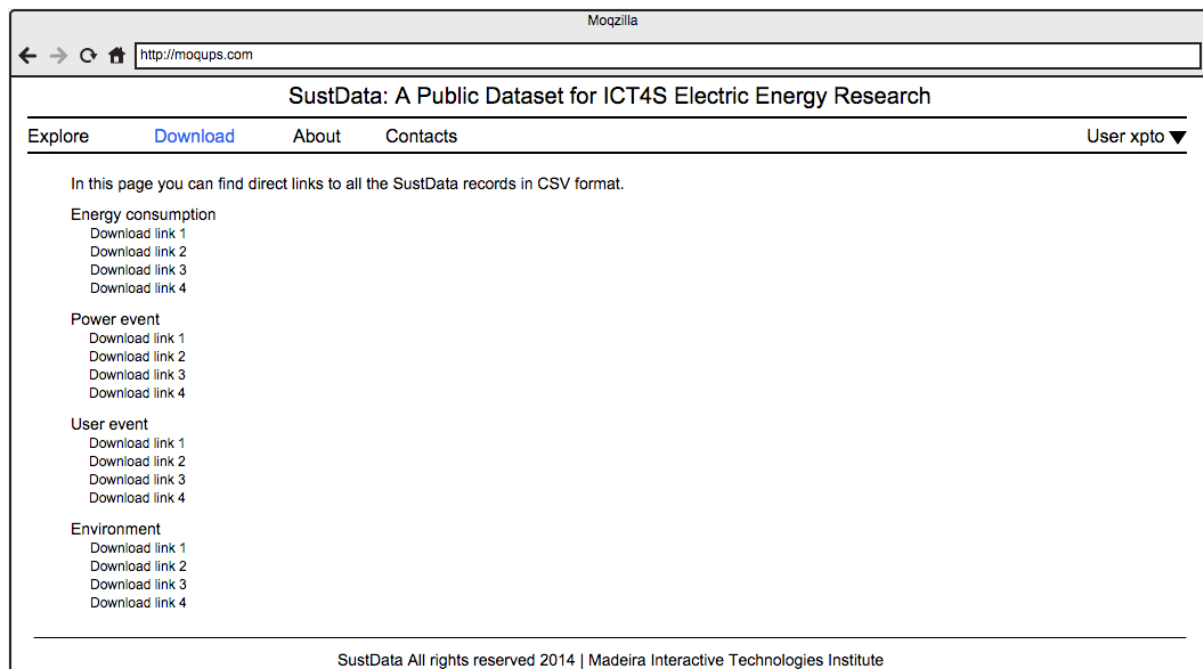 Moqzilla
http://moqups.com
SustData: A Public Dataset for ICT4S Electric Energy Research
Explore Download About Contacts User xpto
In this page you can find direct links to all the SustData records in CSV format.
Energy consumption
Download link 1
Download link 2
Download link 3
Download link 4
Power event
Download link 1
Download link 2
Download link 3
Download link 4
User event
Download link 1
Download link 2
Download link 3
Download link 4
Environment
Download link 1
Download link 2
Download link 3
Download link 4
SustData All rights reserved 2014 | Madeira Interactive Technologies Institute